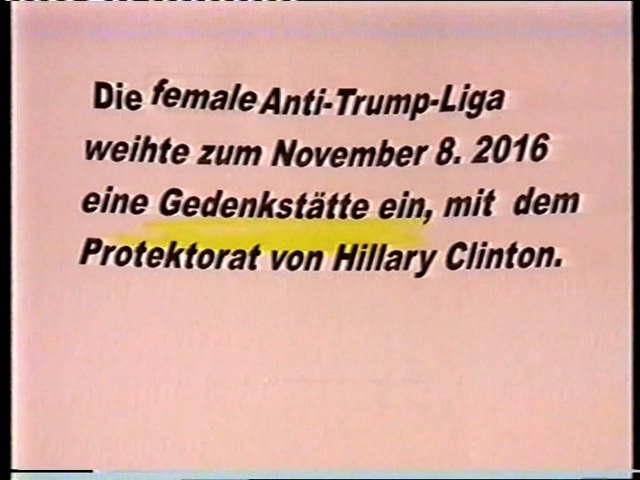 Die female Anti-Trump-Liga
weihte zum November 8. 2016
eine Gedenkstätte ein, mit dem
Protektorat von Hillary Clinton.